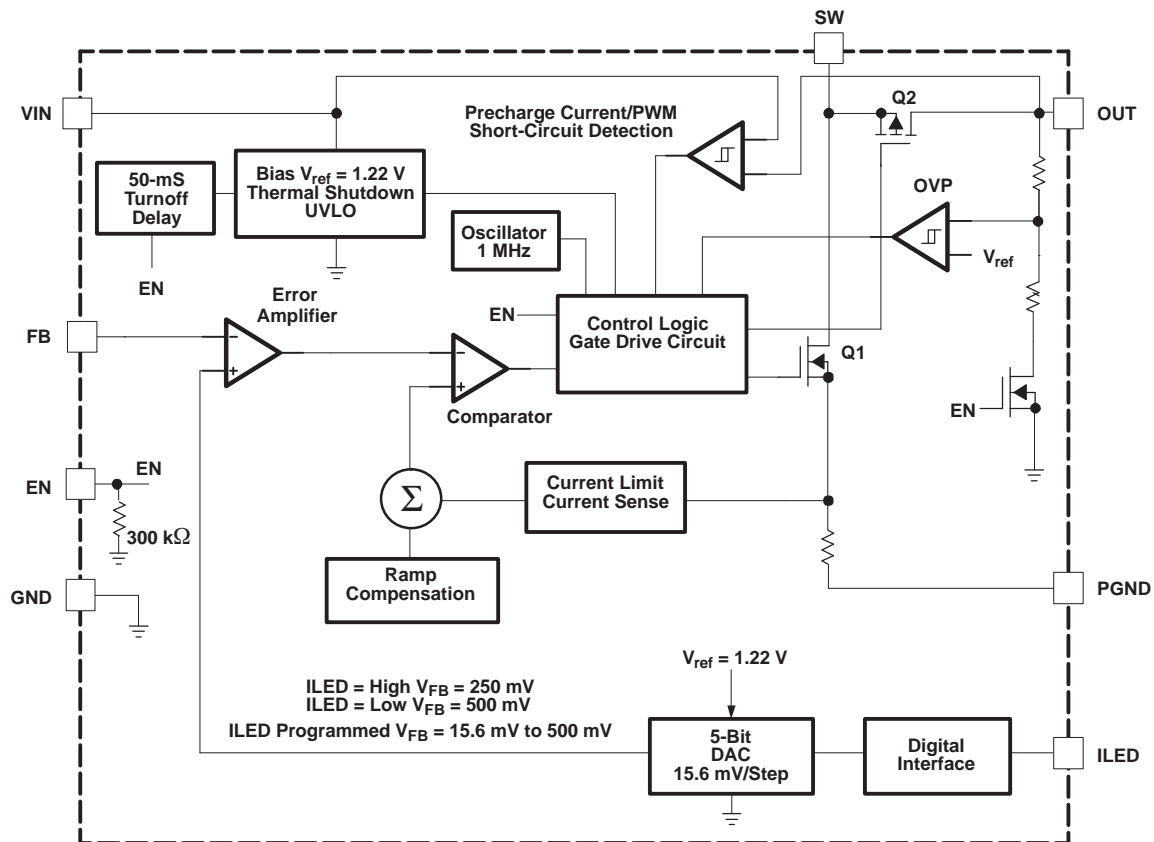 SW
VIN
Precharge Current/PWM
Short-Circuit Detection
Q2
OUT
50-mS
Turnoff
Delay
Bias Vref = 1.22 V
Thermal Shutdown
UVLO
OVP
Oscillator
1 MHz
Vref
EN
Error
Amplifier
EN
Control Logic
Gate Drive Circuit
FB
Q1
Comparator
EN
EN
EN
300 kΩ
Σ
Current Limit
Current Sense
Ramp
Compensation
GND
PGND
Vref = 1.22 V
ILED = High VFB = 250 mV
ILED = Low VFB = 500 mV
ILED Programmed VFB = 15.6 mV to 500 mV
5-Bit
DAC
15.6 mV/Step
Digital
Interface
ILED